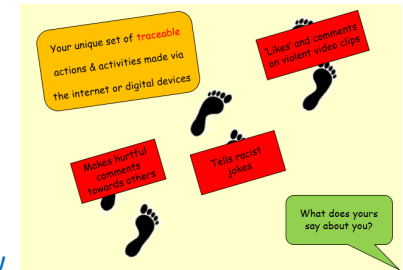 Your unique set of traceable
actions & activities made via
the internet or digital devices
'Likes' and comments
on violent video clips
Makes hurtful
comments
towards others
Tells racist
jokes
What does yours
say about you?